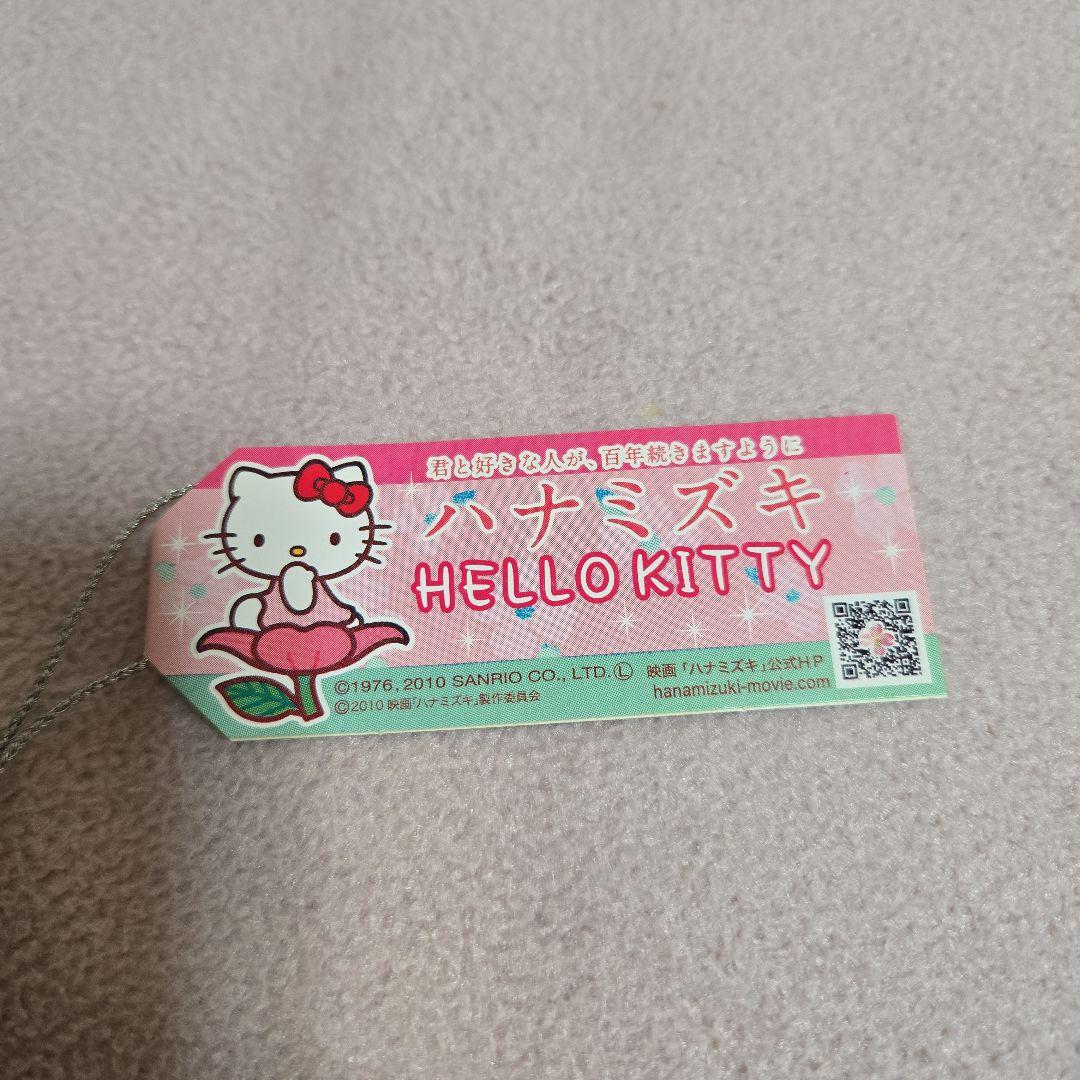 君と好きな人が、百年続きますように
ハナミズキ
HELLO KITTY
©1976, 2010 SANRIO CO., LTD. Ⓛ
©2010 映画「ハナミズキ」製作委員会
映画「ハナミズキ」公式HP
hanamizuki-movie.com